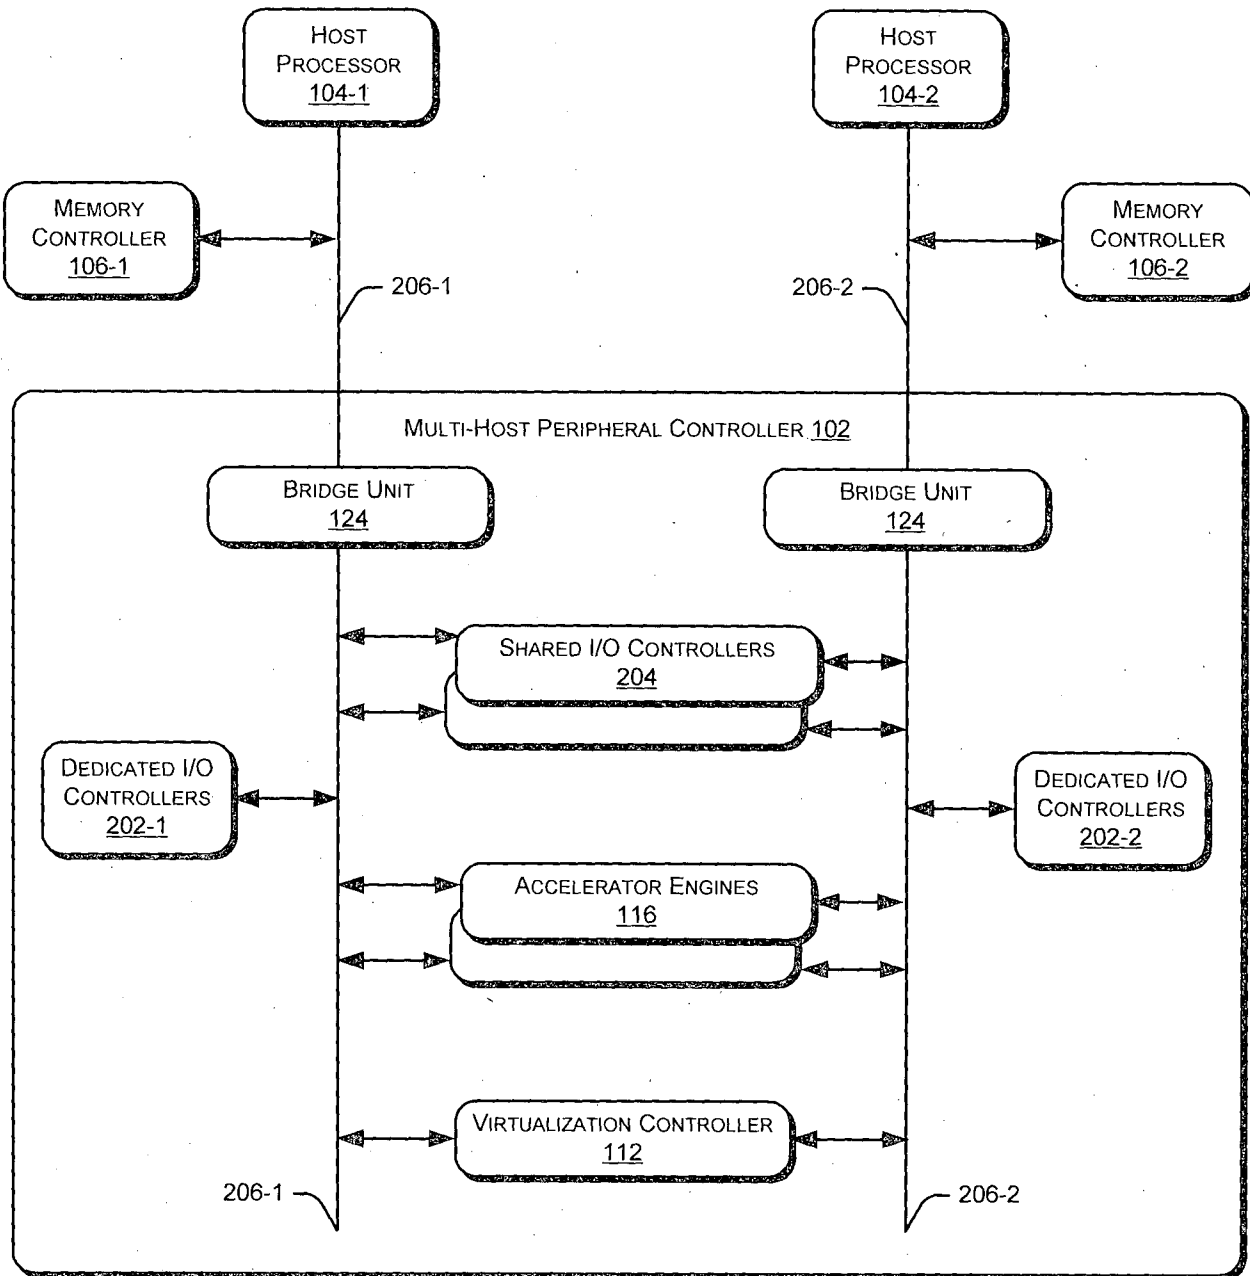 HOST
PROCESSOR
104-1
HOST
PROCESSOR
104-2
MEMORY
CONTROLLER
106-1
MEMORY
CONTROLLER
106-2
206-1
206-2
MULTI-HOST PERIPHERAL CONTROLLER 102
BRIDGE UNIT
124
BRIDGE UNIT
124
SHARED I/O CONTROLLERS
204
DEDICATED I/O
CONTROLLERS
202-1
DEDICATED I/O
CONTROLLERS
202-2
ACCELERATOR ENGINES
116
VIRTUALIZATION CONTROLLER
112
206-1
206-2